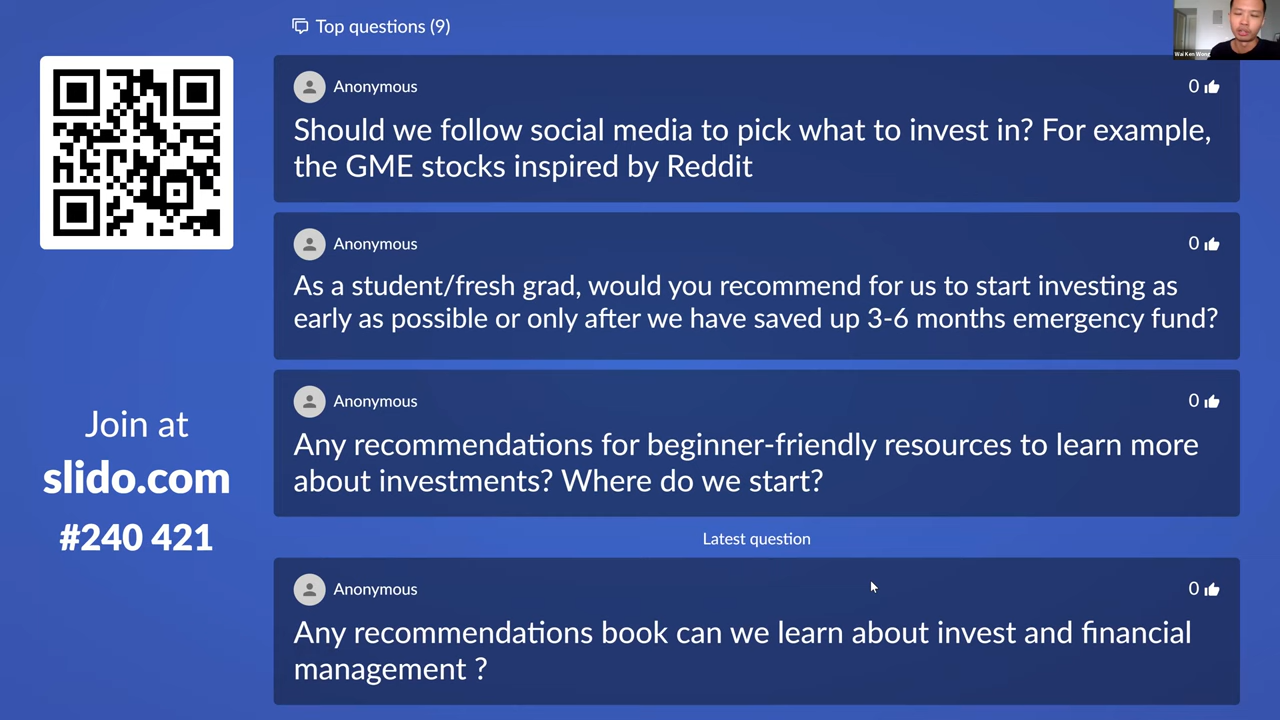 Top questions (9)
Wai Ken Wong
Anonymous
0
Should we follow social media to pick what to invest in? For example,
the GME stocks inspired by Reddit
Anonymous
0
As a student/fresh grad, would you recommend for us to start investing as
early as possible or only after we have saved up 3-6 months emergency fund?
Anonymous
0
Any recommendations for beginner-friendly resources to learn more
about investments? Where do we start?
Latest question
Anonymous
0
Any recommendations book can we learn about invest and financial
management ?
Join at
slido.com
#240 421